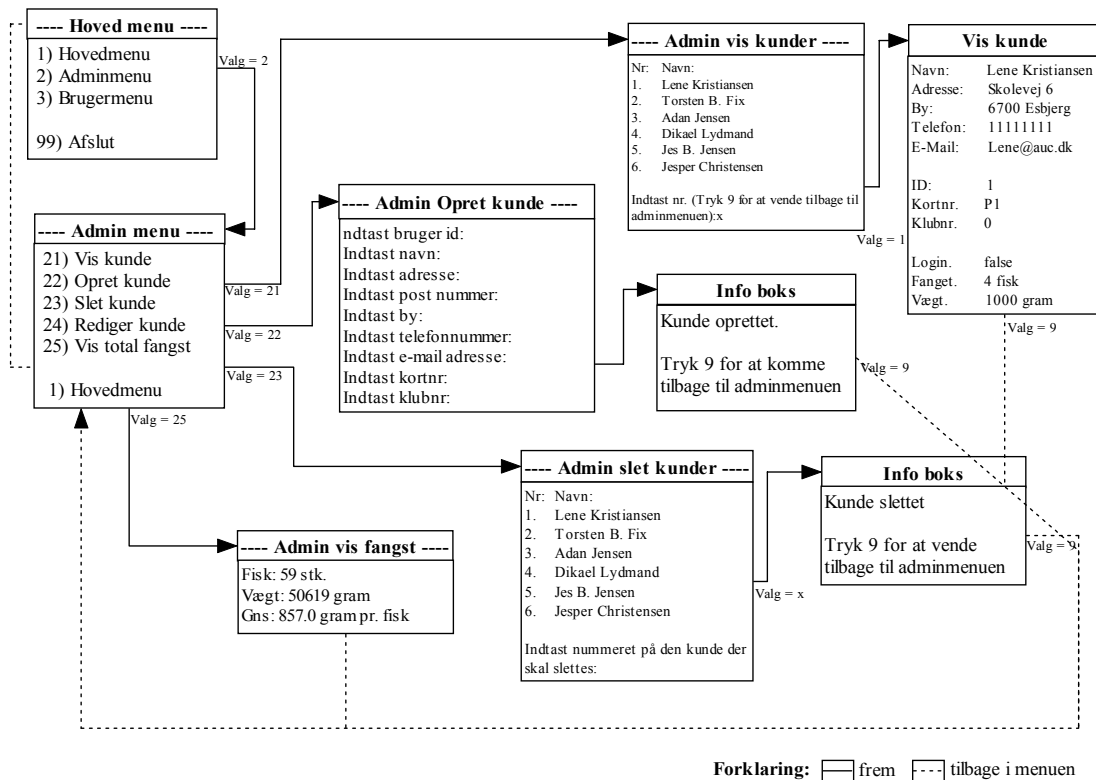 ---- Hoved menu ----
1) Hovedmenu
2) Adminmenu
3) Brugermenu
99) Afslut
Valg = 2
---- Admin menu ----
21) Vis kunde
22) Opret kunde
23) Slet kunde
24) Rediger kunde
25) Vis total fangst
1) Hovedmenu
Valg = 21
Valg = 22
Valg = 23
Valg = 25
---- Admin vis kunder ----
Nr: Navn:
1. Lene Kristiansen
2. Torsten B. Fix
3. Adan Jensen
4. Dikael Lydmand
5. Jes B. Jensen
6. Jesper Christensen
Indtast nr. (Tryk 9 for at vende tilbage til
adminmenuen):x
Valg = 1
Vis kunde
Navn: Lene Kristiansen
Adresse: Skolevej 6
By: 6700 Esbjerg
Telefon: 11111111
E-Mail: Lene@auc.dk
ID: 1
Kortnr. P1
Klubnr. 0
Login. false
Fanget. 4 fisk
Vægt. 1000 gram
Valg = 9
---- Admin Opret kunde ----
ndtast bruger id:
Indtast navn:
Indtast adresse:
Indtast post nummer:
Indtast by:
Indtast telefonnummer:
Indtast e-mail adresse:
Indtast kortnr:
Indtast klubnr:
Info boks
Kunde oprettet.
Tryk 9 for at komme
tilbage til adminmenuen
Valg = 9
---- Admin slet kunder ----
Nr: Navn:
1. Lene Kristiansen
2. Torsten B. Fix
3. Adan Jensen
4. Dikael Lydmand
5. Jes B. Jensen
6. Jesper Christensen
Indtast nummeret på den kunde der
skal slettes:
Valg = x
Info boks
Kunde slettet
Tryk 9 for at vende
tilbage til adminmenuen
Valg = 9
---- Admin vis fangst ----
Fisk: 59 stk.
Vægt: 50619 gram
Gns: 857.0 gram pr. fisk
Forklaring: frem tilbage i menuen